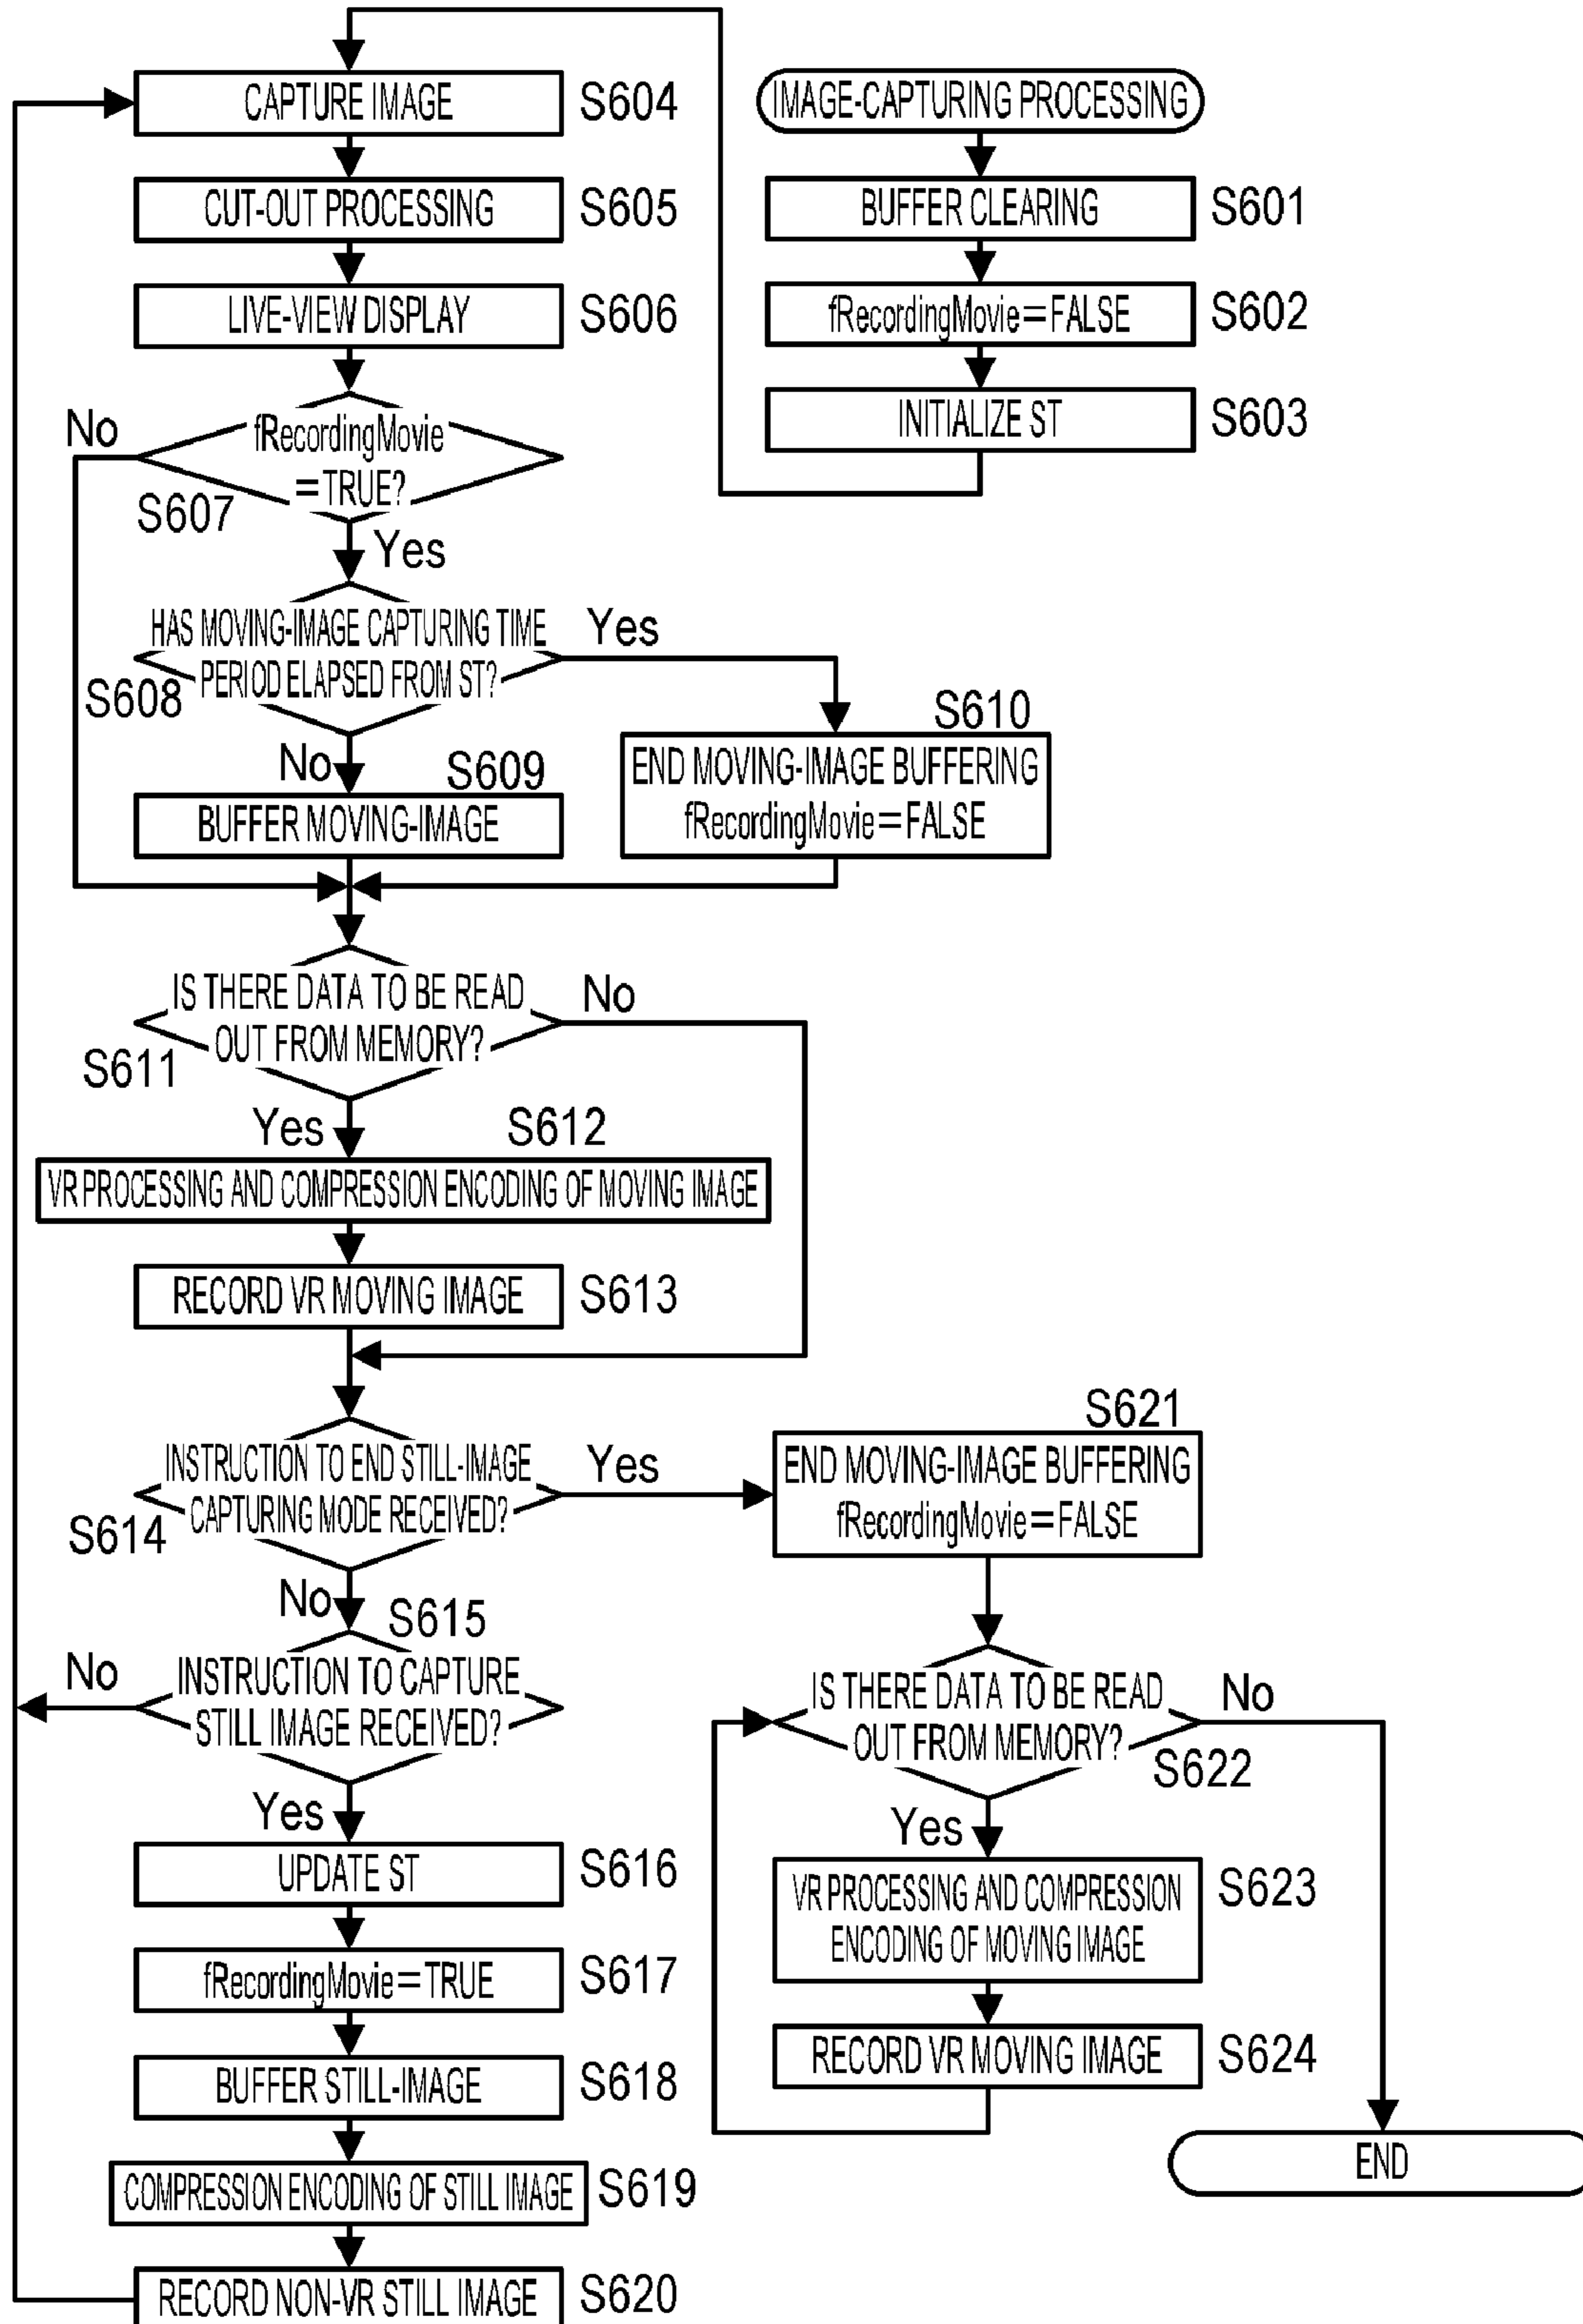 IMAGE-CAPTURING PROCESSING
BUFFER CLEARING
S601
fRecordingMovie=FALSE
S602
INITIALIZE ST
S603
CAPTURE IMAGE
S604
CUT-OUT PROCESSING
S605
LIVE-VIEW DISPLAY
S606
fRecordingMovie
=TRUE?
No
S607
Yes
HAS MOVING-IMAGE CAPTURING TIME
PERIOD ELAPSED FROM ST?
Yes
S608
No
S609
BUFFER MOVING-IMAGE
S610
END MOVING-IMAGE BUFFERING
fRecordingMovie=FALSE
IS THERE DATA TO BE READ
OUT FROM MEMORY?
No
S611
Yes
S612
VR PROCESSING AND COMPRESSION ENCODING OF MOVING IMAGE
RECORD VR MOVING IMAGE
S613
INSTRUCTION TO END STILL-IMAGE
CAPTURING MODE RECEIVED?
Yes
S614
No
S615
INSTRUCTION TO CAPTURE
STILL IMAGE RECEIVED?
No
Yes
UPDATE ST
S616
fRecordingMovie=TRUE
S617
BUFFER STILL-IMAGE
S618
COMPRESSION ENCODING OF STILL IMAGE
S619
RECORD NON-VR STILL IMAGE
S620
S621
END MOVING-IMAGE BUFFERING
fRecordingMovie=FALSE
IS THERE DATA TO BE READ
OUT FROM MEMORY?
No
S622
Yes
VR PROCESSING AND COMPRESSION
ENCODING OF MOVING IMAGE
S623
RECORD VR MOVING IMAGE
S624
END